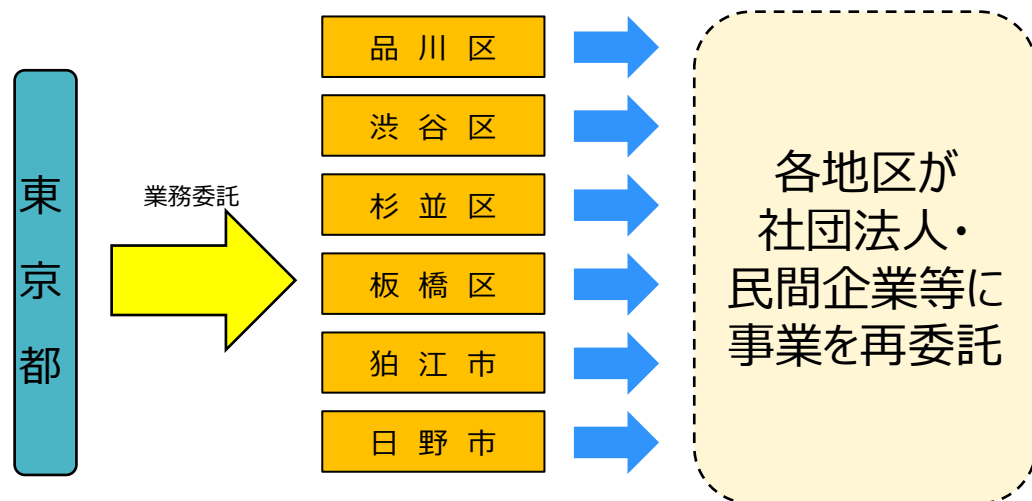 東京都
業務委託
品川区
渋谷区
杉並区
板橋区
狛江市
日野市
各地区が
社団法人・
民間企業等に
事業を再委託